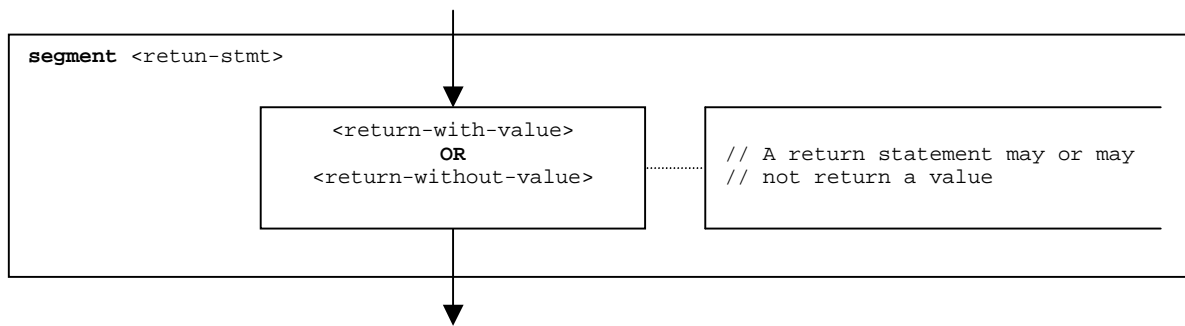 segment <retun-stmt>
<return-with-value>
OR
<return-without-value>
// A return statement may or may
// not return a value